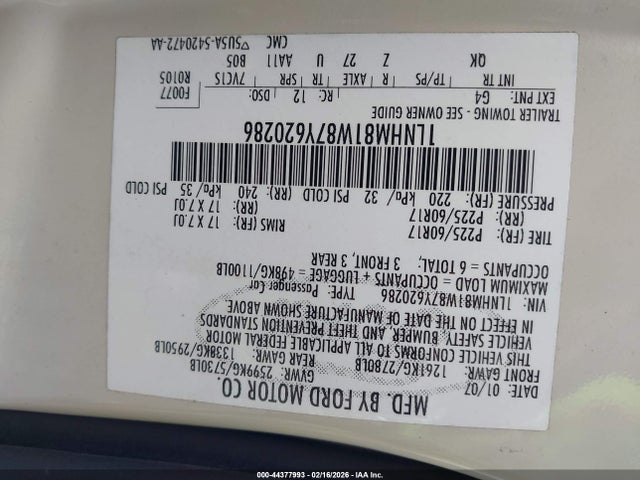 MFD. BY FORD MOTOR CO.
DATE: 01/07 GVWR: 2599KG/5730LB
FRONT GAWR: REAR GAWR:
1261KG/2780LB 1338KG/2950LB
THIS VEHICLE CONFORMS TO ALL APPLICABLE FEDERAL MOTOR
VEHICLE SAFETY, BUMPER, AND THEFT PREVENTION STANDARDS
IN EFFECT ON THE DATE OF MANUFACTURE SHOWN ABOVE.
VIN: 1LNHM81W87Y620286 TYPE: Passenger Car
MAXIMUM LOAD = OCCUPANTS + LUGGAGE = 498KG/1100LB
OCCUPANTS = 6 TOTAL, 3 FRONT, 3 REAR
TIRE (FR) P225/60R17 RIMS (FR) 17 X 7.0J
(RR) P225/60R17 (RR) 17 X 7.0J
PRESSURE (FR) 220 kPa/ 32 PSI COLD (RR) 240 kPa/ 35 PSI COLD
1LNHM81W87Y620286
TRAILER TOWING - SEE OWNER GUIDE
EXT PNT: G4 RC: 12 DSO: F0077
R0105
INT TR TP/PS R AXLE TR SPR 7VC15
QK Z 27 U AA11 B05
CMC ▽5U5A-5420472-AA
000-44377993 - 02/16/2026 - IAA Inc.